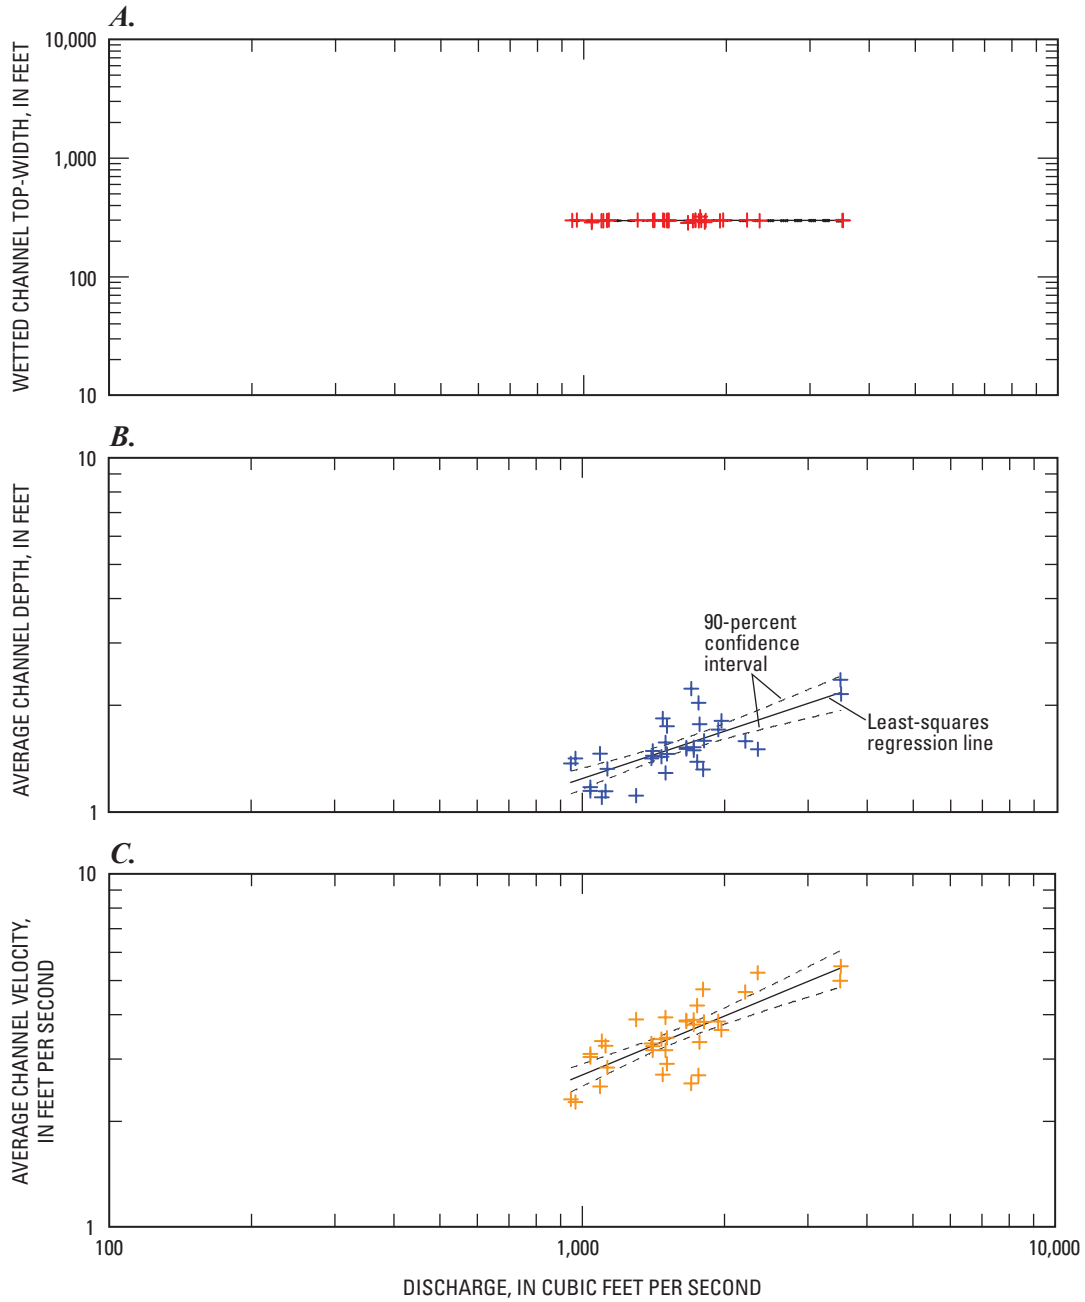 A.
10,000
1,000
100
10
WETTED CHANNEL TOP-WIDTH, IN FEET
B.
10
1
AVERAGE CHANNEL DEPTH, IN FEET
90-percent
confidence
interval
Least-squares
regression line
C.
10
1
AVERAGE CHANNEL VELOCITY,
IN FEET PER SECOND
100
1,000
10,000
DISCHARGE, IN CUBIC FEET PER SECOND